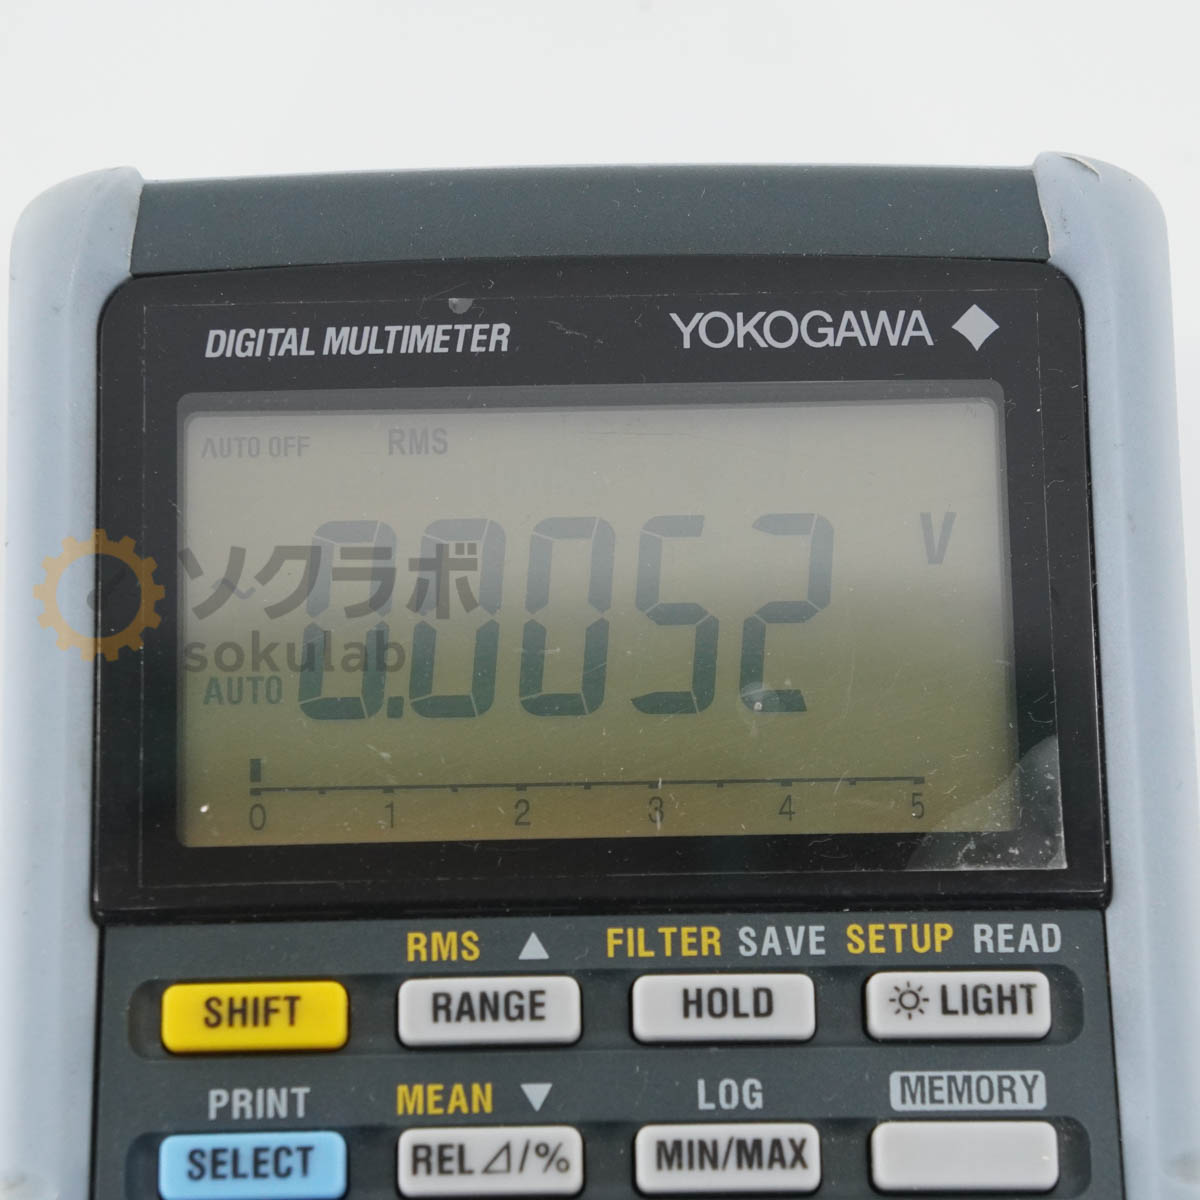 DIGITAL MULTIMETER YOKOGAWA
AUTO OFF RMS
0.0052 V
ソクラボ
sokulab
AUTO
0 1 2 3 4 5
RMS ▲ FILTER SAVE SETUP READ
SHIFT RANGE HOLD LIGHT
PRINT MEAN ▼ LOG MEMORY
SELECT REL⊿/% MIN/MAX